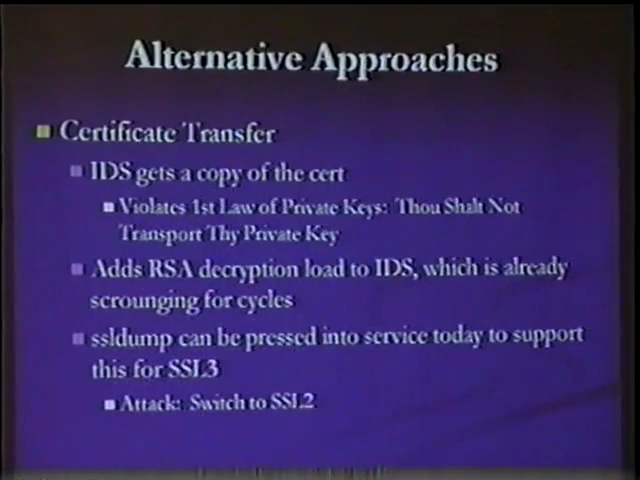 Alternative Approaches
Certificate Transfer
IDS gets a copy of the cert
Violates 1st Law of Private Keys: Thou Shalt Not
Transport Thy Private Key
Adds RSA decryption load to IDS, which is already
scrounging for cycles
ssldump can be pressed into service today to support
this for SSL3
Attack: Switch to SSL2